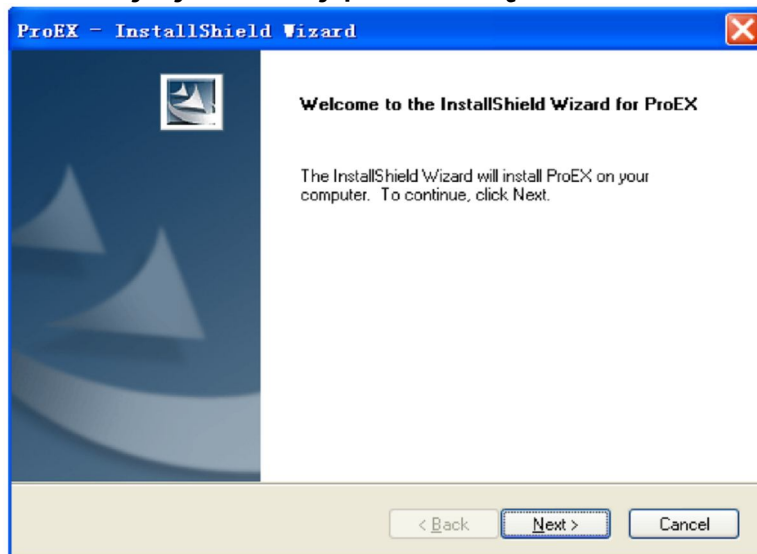 ProEX - InstallShield Wizard
Welcome to the InstallShield Wizard for ProEX
The InstallShield Wizard will install ProEX on your
computer. To continue, click Next.
< Back
Next >
Cancel